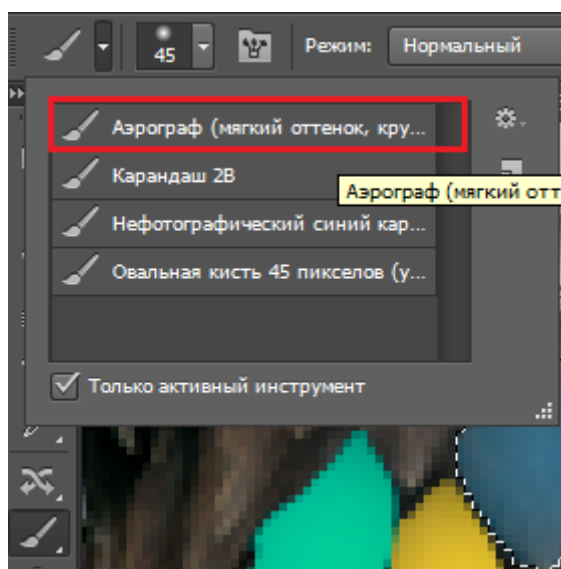 45 Режим: Нормальный
Аэрограф (мягкий оттенок, кру...
Карандаш 2B
Аэрограф (мягкий отт
Нефотографический синий кар...
Овальная кисть 45 пикселов (у...
Только активный инструмент